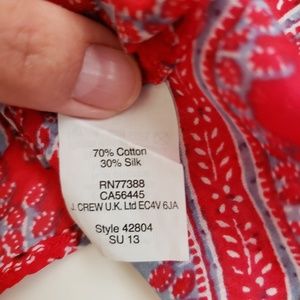 70% Cotton
30% Silk
RN77388
CA56445
J. CREW U.K. Ltd EC4V 6JA
Style 42804
SU 13